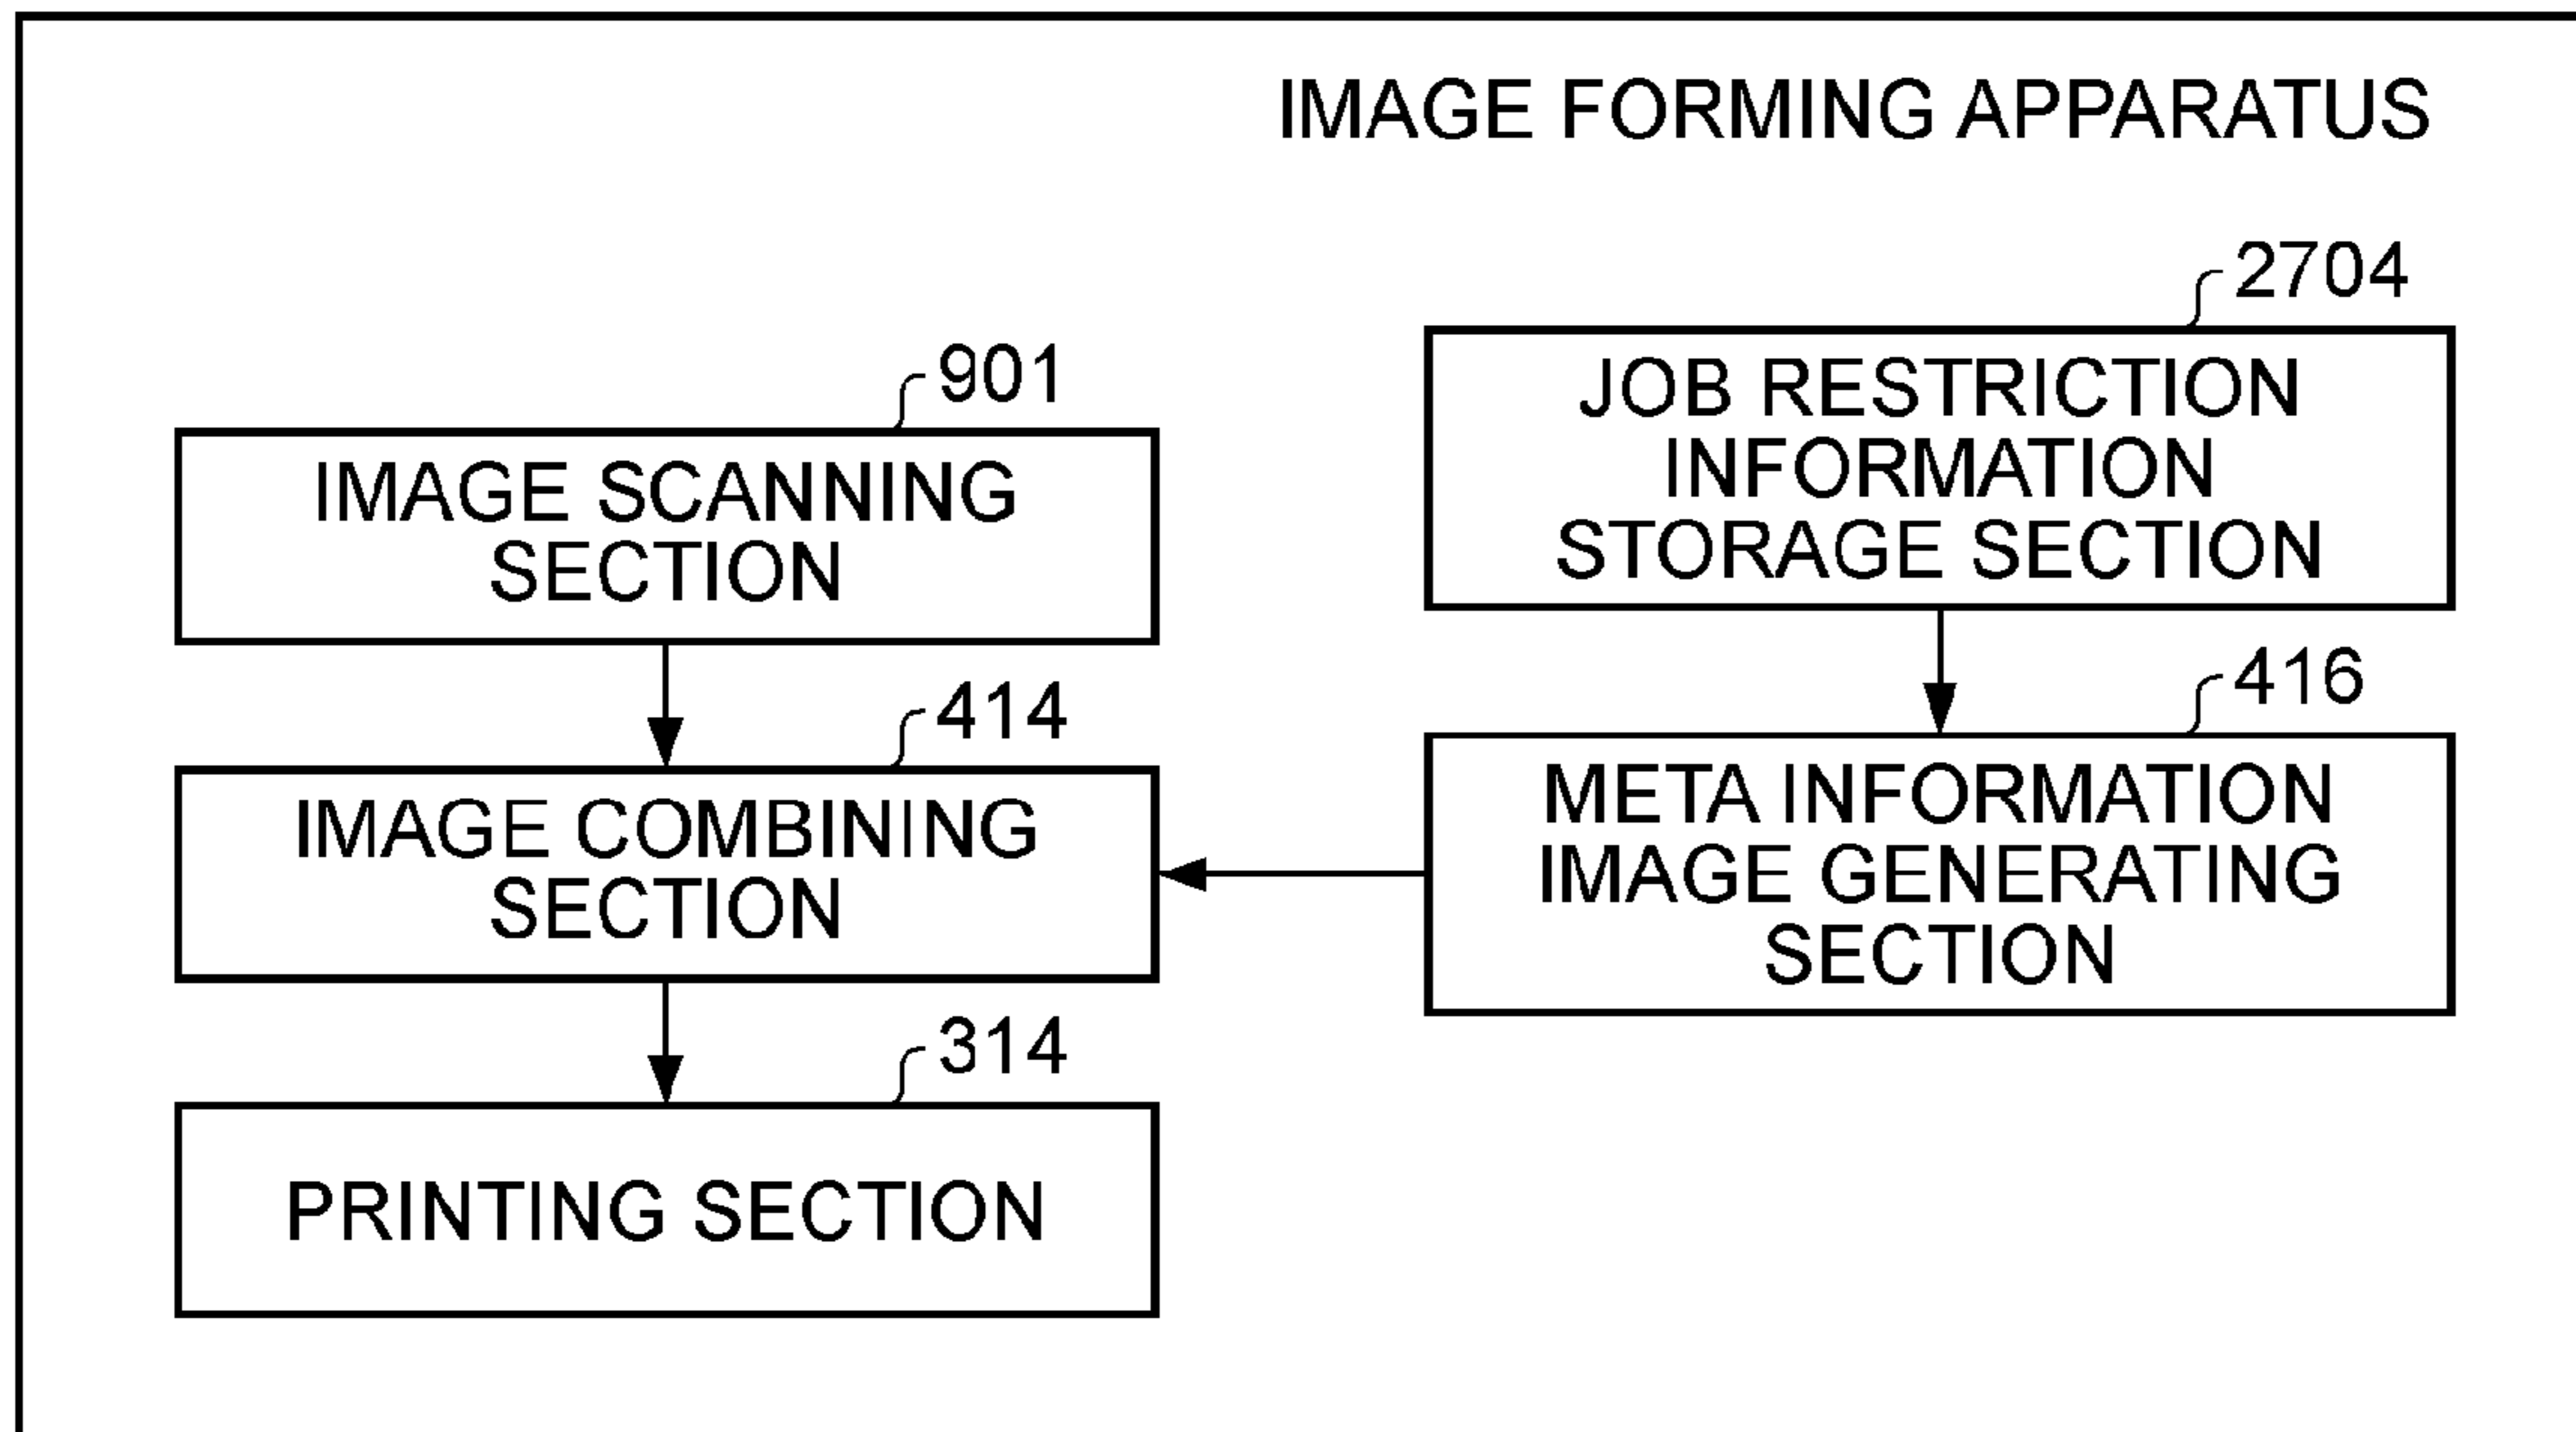 IMAGE FORMING APPARATUS
901
IMAGE SCANNING
SECTION
414
IMAGE COMBINING
SECTION
314
PRINTING SECTION
2704
JOB RESTRICTION
INFORMATION
STORAGE SECTION
416
META INFORMATION
IMAGE GENERATING
SECTION